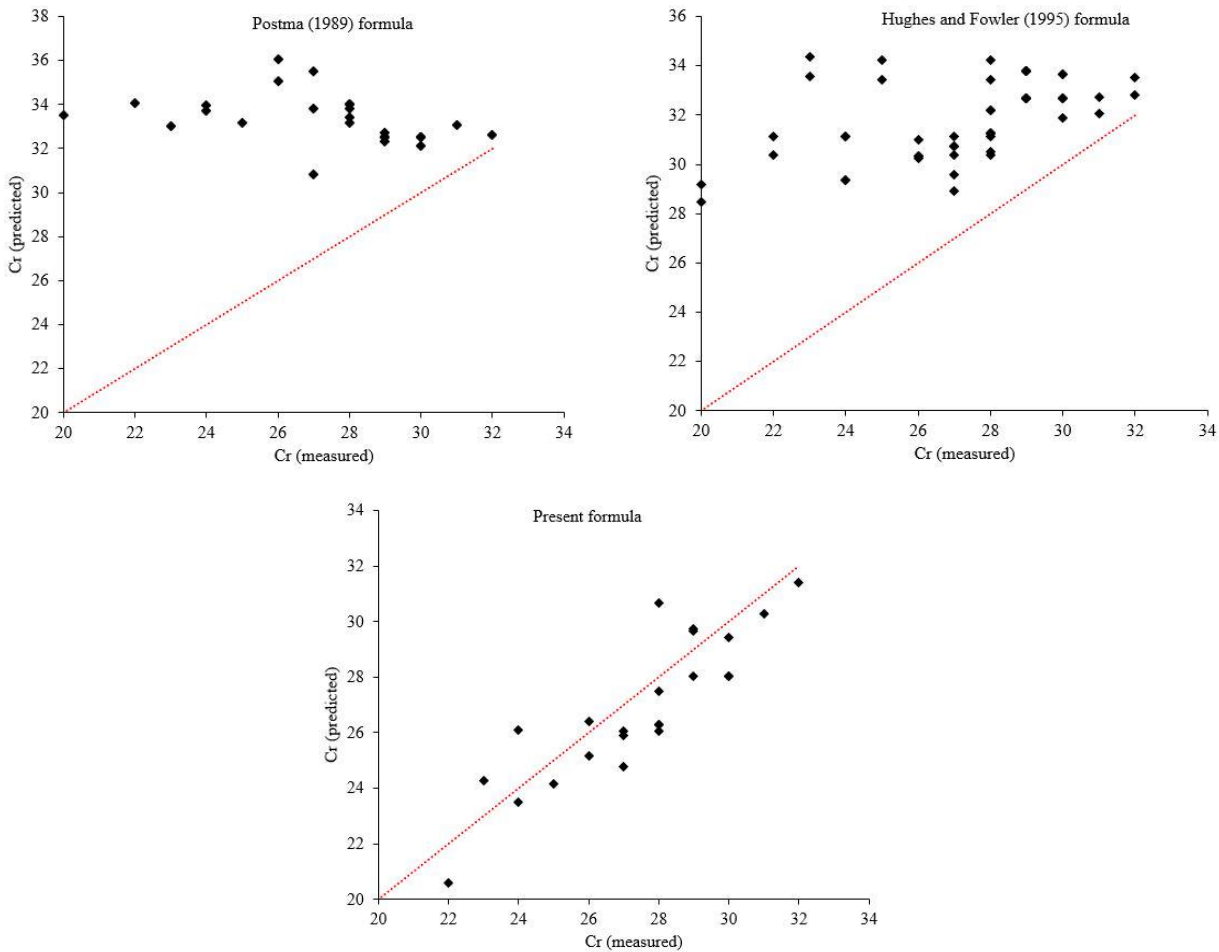 Postma (1989) formula
38
36
34
32
30
28
26
24
22
20
Cr (predicted)
20 22 24 26 28 30 32 34
Cr (measured)
Hughes and Fowler (1995) formula
36
34
32
30
28
26
24
22
20
Cr (predicted)
20 22 24 26 28 30 32 34
Cr (measured)
Present formula
34
32
30
28
26
24
22
20
Cr (predicted)
20 22 24 26 28 30 32 34
Cr (measured)